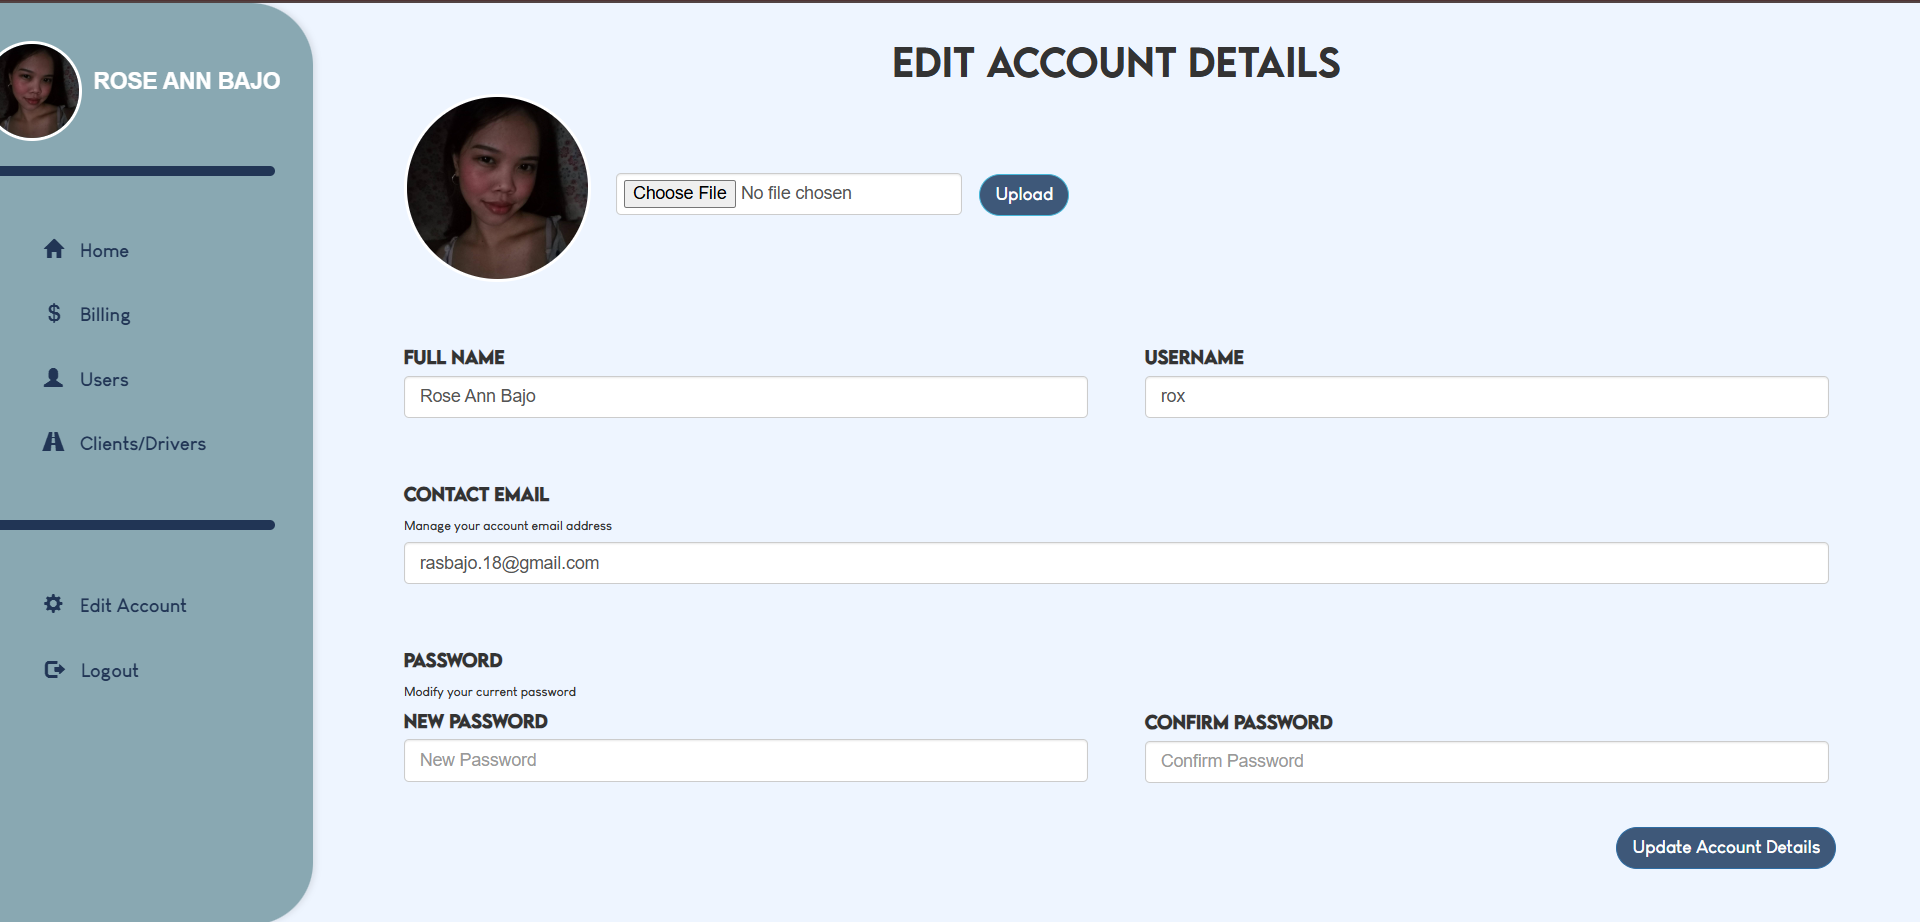 ROSE ANN BAJO
Home
$ Billing
Users
Clients/Drivers
Edit Account
Logout
EDIT ACCOUNT DETAILS
Choose File No file chosen
Upload
FULL NAME
Rose Ann Bajo
USERNAME
rox
CONTACT EMAIL
Manage your account email address
rasbajo.18@gmail.com
PASSWORD
Modify your current password
NEW PASSWORD
New Password
CONFIRM PASSWORD
Confirm Password
Update Account Details